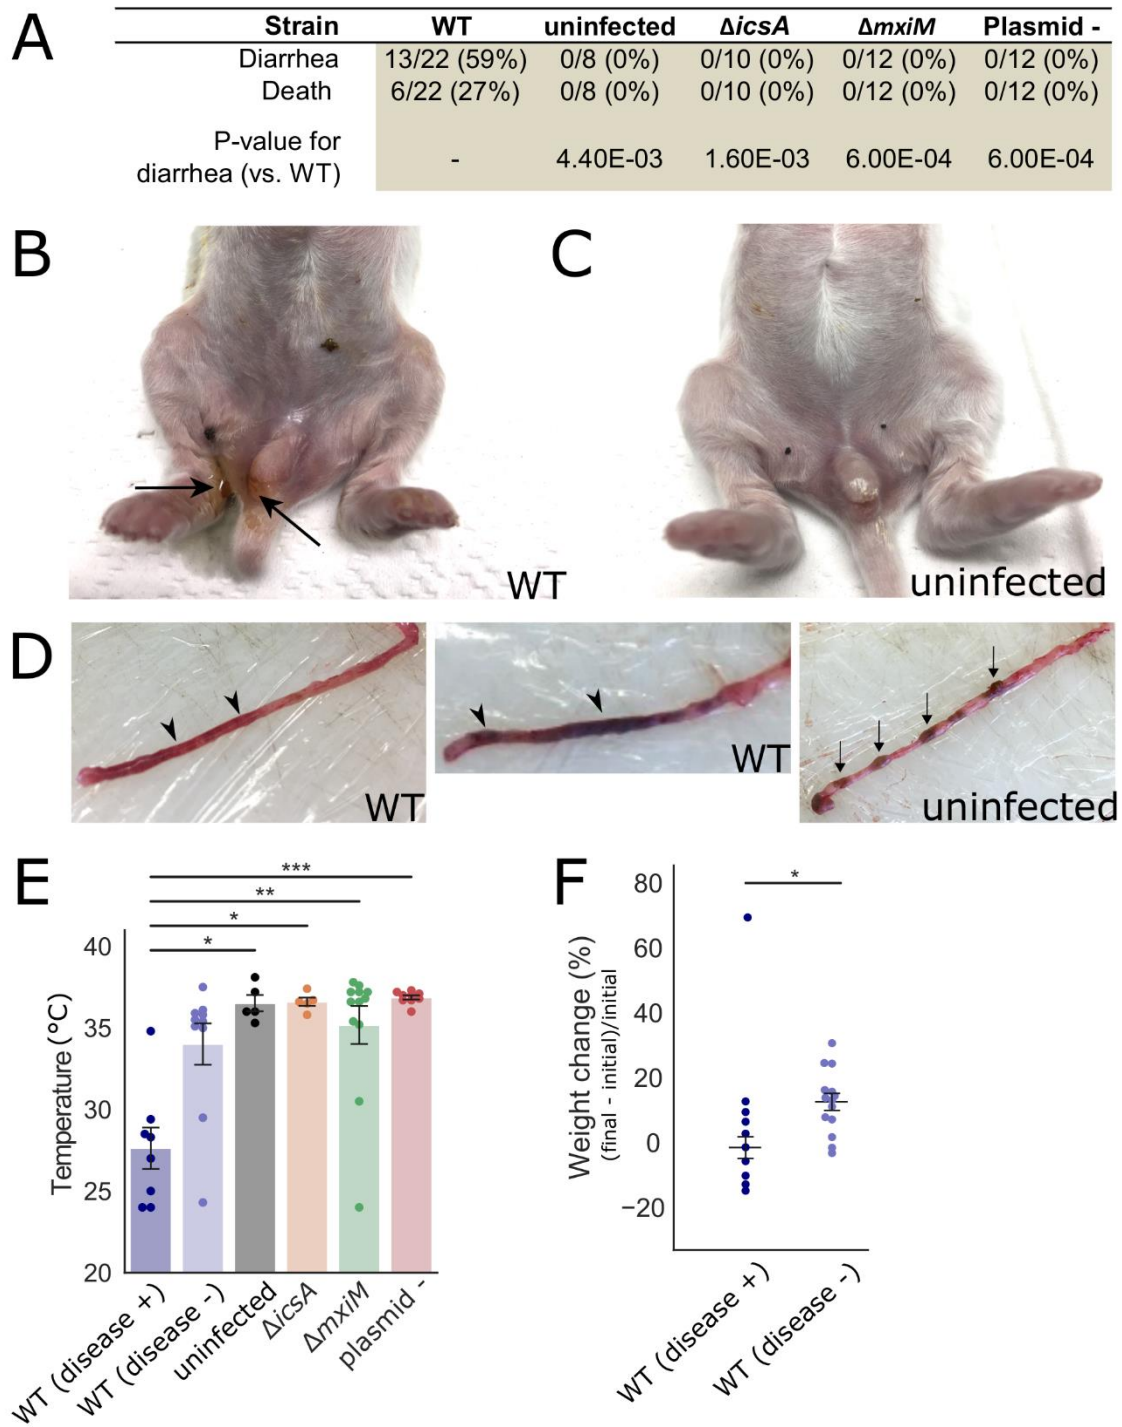 A
Strain WT uninfected ΔicsA ΔmxiM Plasmid -
Diarrhea 13/22 (59%) 0/8 (0%) 0/10 (0%) 0/12 (0%) 0/12 (0%)
Death 6/22 (27%) 0/8 (0%) 0/10 (0%) 0/12 (0%) 0/12 (0%)
P-value for
diarrhea (vs. WT) - 4.40E-03 1.60E-03 6.00E-04 6.00E-04
B
WT
C
uninfected
D
WT
WT
uninfected
E
***
**
*
*
Temperature (°C)
40
35
30
25
20
WT (disease +)
WT (disease -)
uninfected
ΔicsA
ΔmxiM
plasmid -
F
*
Weight change (%)
(final - initial)/initial
80
60
40
20
0
−20
WT (disease +)
WT (disease -)